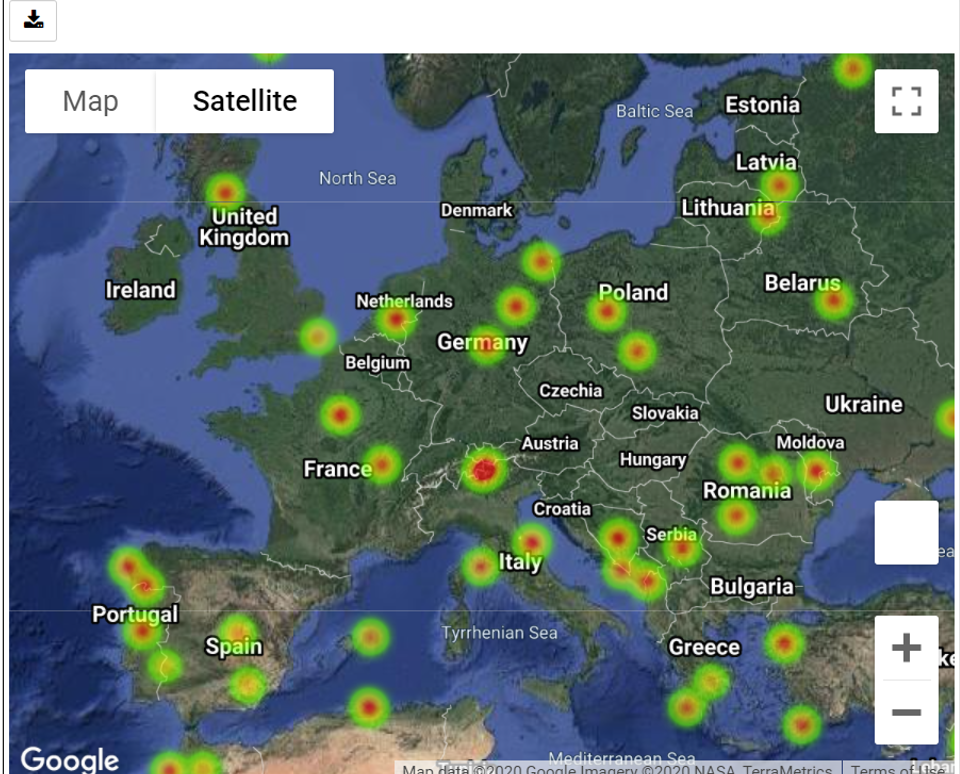 Map
Satellite
Baltic Sea
Estonia
Latvia
North Sea
Lithuania
Denmark
United
Kingdom
Ireland
Netherlands
Poland
Belarus
Germany
Belgium
Czechia
Slovakia
Ukraine
Austria
Moldova
Hungary
France
Romania
Croatia
Serbia
Italy
Bulgaria
Portugal
Spain
Tyrrhenian Sea
Greece
Mediterranean Sea
Google
Map data ©2020 Google Imagery ©2020 NASA, TerraMetrics
Terms of Use